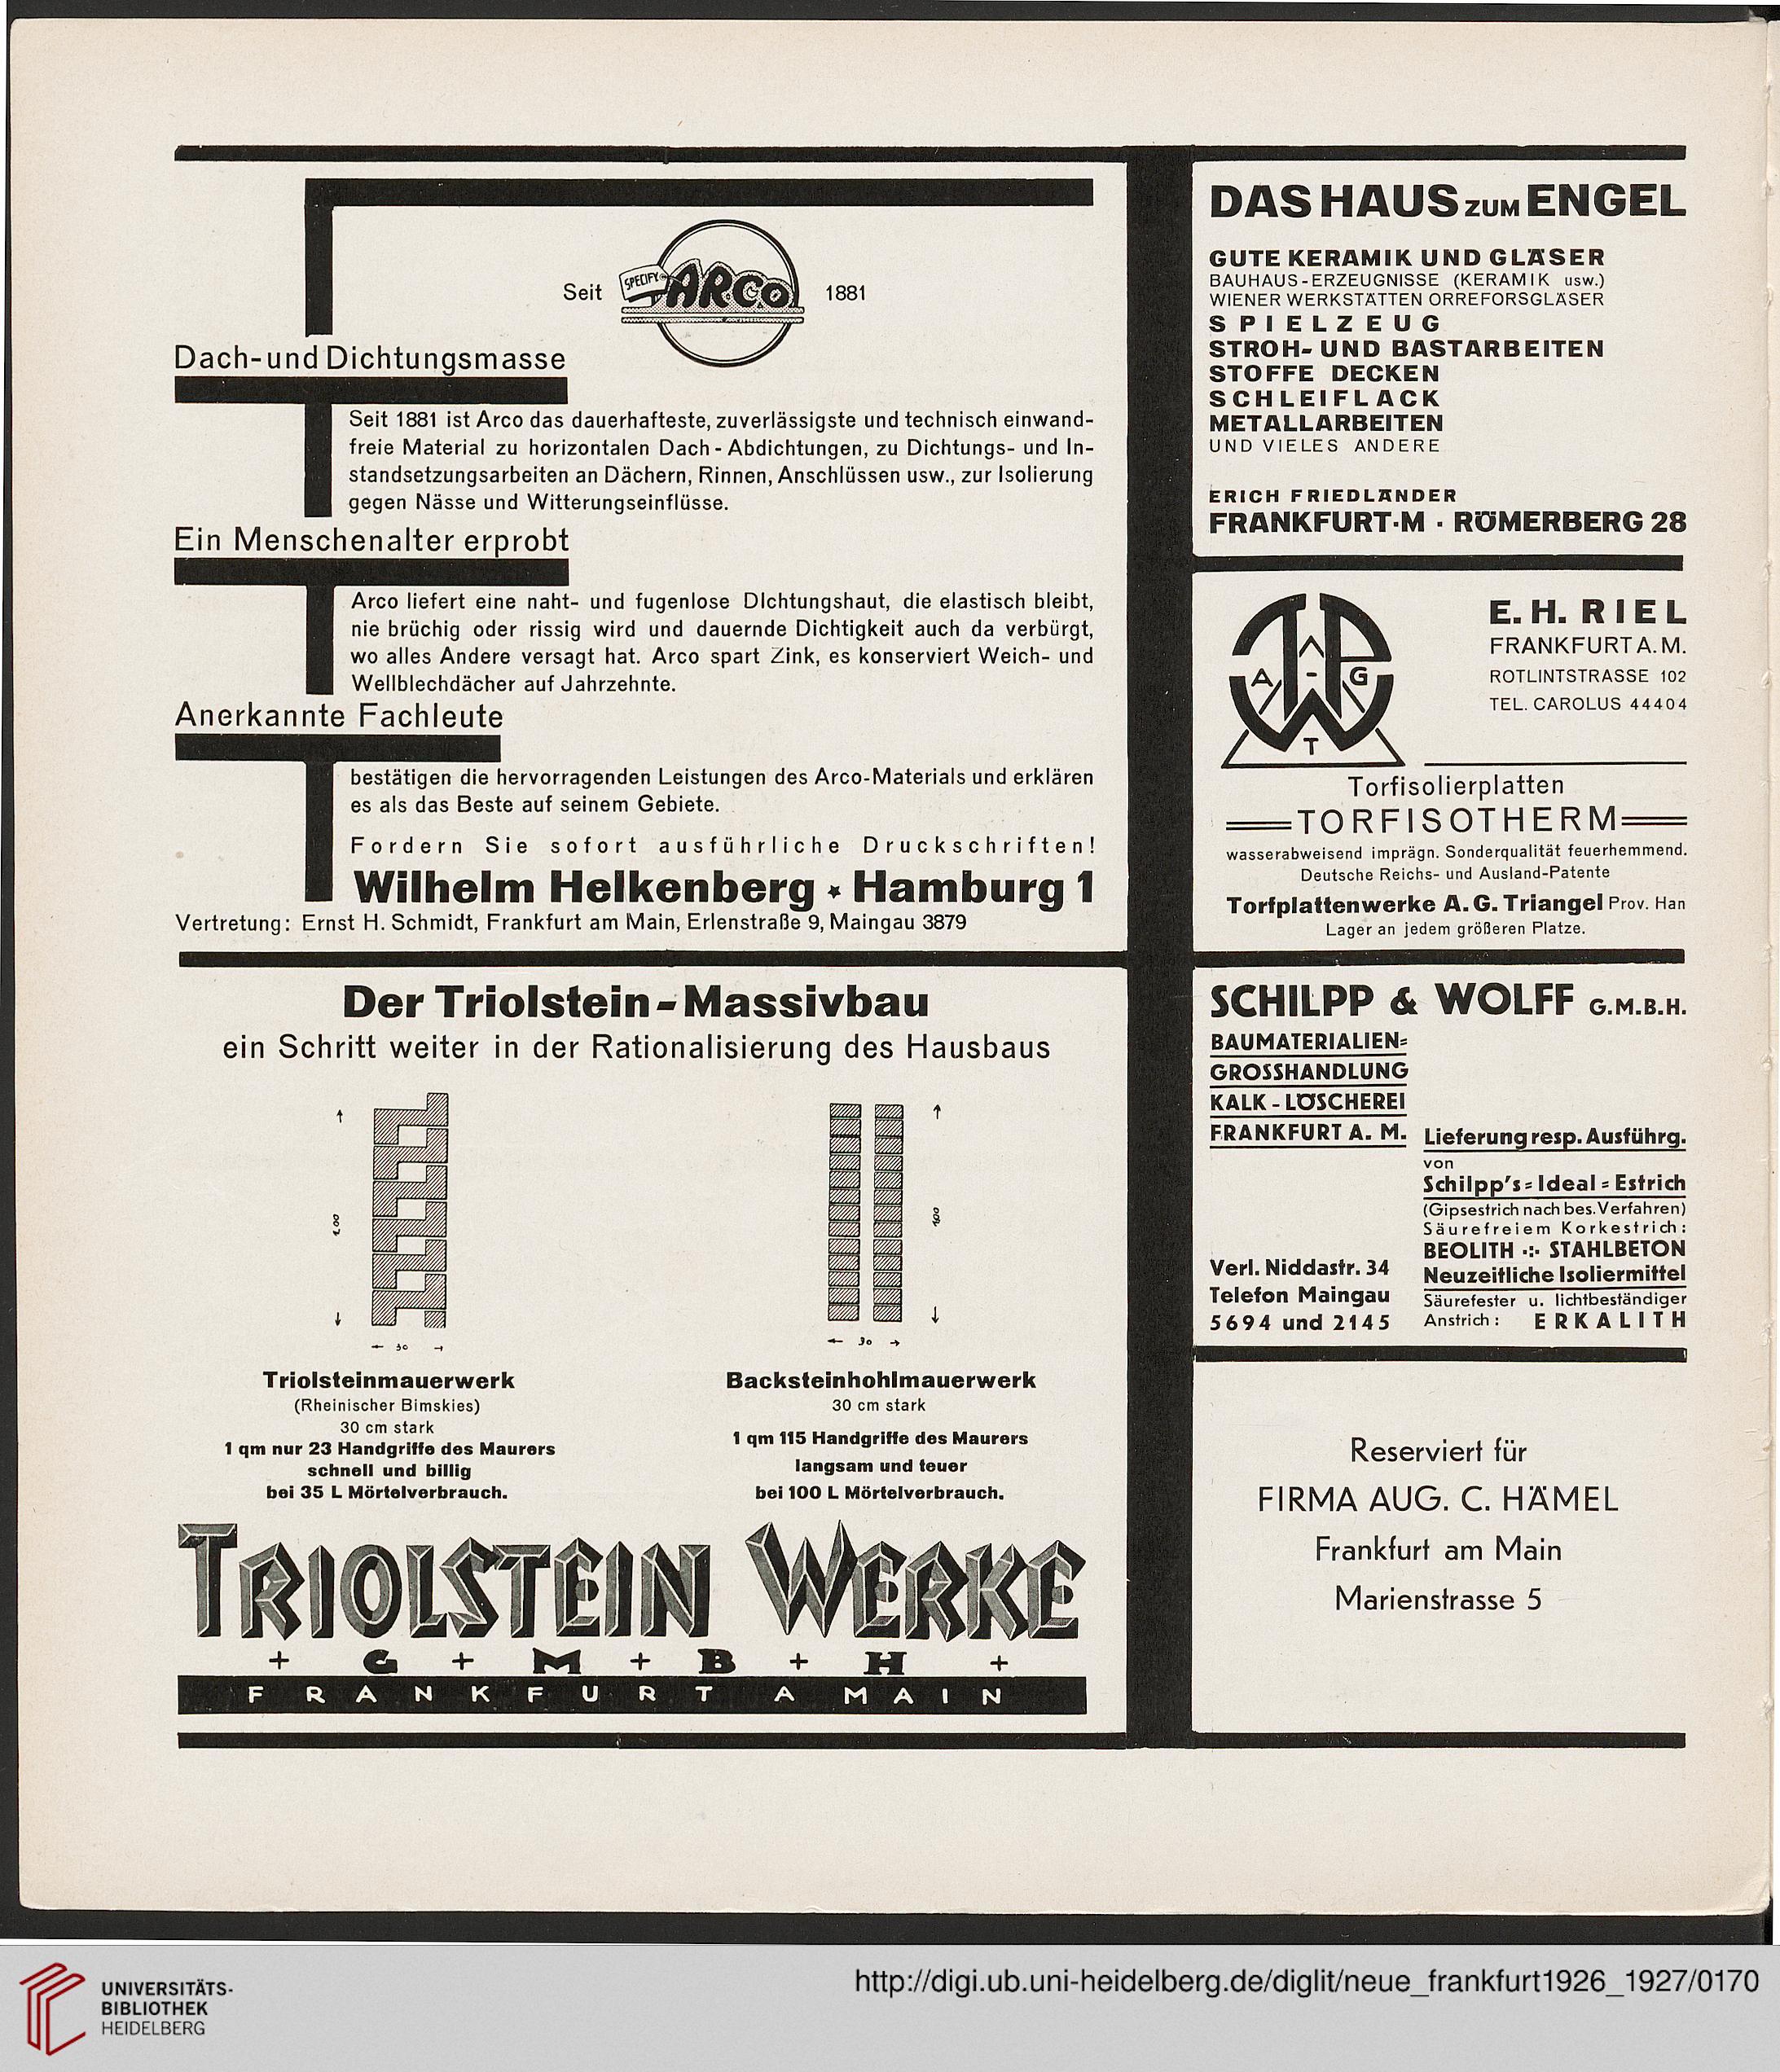 Seit SPECIFY ARCO 1881
Dach-und Dichtungsmasse
Seit 1881 ist Arco das dauerhafteste, zuverlässigste und technisch einwand-
freie Material zu horizontalen Dach-Abdichtungen, zu Dichtungs- und In-
standsetzungsarbeiten an Dächern, Rinnen, Anschlüssen usw., zur Isolierung
gegen Nässe und Witterungseinflüsse.
Ein Menschenalter erprobt
Arco liefert eine naht- und fugenlose DIchtungshaut, die elastisch bleibt,
nie brüchig oder rissig wird und dauernde Dichtigkeit auch da verbürgt,
wo alles Andere versagt hat. Arco spart Zink, es konserviert Weich- und
Wellblechdächer auf Jahrzehnte.
Anerkannte Fachleute
bestätigen die hervorragenden Leistungen des Arco-Materials und erklären
es als das Beste auf seinem Gebiete.
Fordern Sie sofort ausführliche Druckschriften!
Wilhelm Helkenberg * Hamburg 1
Vertretung: Ernst H. Schmidt, Frankfurt am Main, Erlenstraße 9, Maingau 3879
Der Triolstein-Massivbau
ein Schritt weiter in der Rationalisierung des Hausbaus
1.00
30
Triolsteinmauerwerk
(Rheinischer Bimskies)
30 cm stark
1 qm nur 23 Handgriffe des Maurers
schnell und billig
bei 35 L Mörtelverbrauch.
1.00
30
Backsteinhohlmauerwerk
30 cm stark
1 qm 115 Handgriffe des Maurers
langsam und teuer
bei 100 L Mörtelverbrauch.
TRIOLSTEIN WERKE
+ G + M + B + H +
FRANKFURT A MAIN
DAS HAUS ZUM ENGEL
GUTE KERAMIK UND GLÄSER
BAUHAUS-ERZEUGNISSE (KERAMIK usw.)
WIENER WERKSTÄTTEN ORREFORSGLÄSER
SPIELZEUG
STROH- UND BASTARBEITEN
STOFFE DECKEN
SCHLEIFLACK
METALLARBEITEN
UND VIELES ANDERE
ERICH FRIEDLÄNDER
FRANKFURT·M · RÖMERBERG 28
T P W A - G T
E. H. RIEL
FRANKFURT A. M.
ROTLINTSTRASSE 102
TEL. CAROLUS 44404
Torfisolierplatten
TORFISOTHERM
wasserabweisend imprägn. Sonderqualität feuerhemmend.
Deutsche Reichs- und Ausland-Patente
Torfplattenwerke A. G. Triangel Prov. Han
Lager an jedem größeren Platze.
SCHILPP & WOLFF G.M.B.H.
BAUMATERIALIEN=
GROSSHANDLUNG
KALK - LÖSCHEREI
FRANKFURT A. M.
Verl. Niddastr. 34
Telefon Maingau
5694 und 2145
Lieferung resp. Ausführg.
von
Schilpp's = Ideal = Estrich
(Gipsestrich nach bes. Verfahren)
Säurefreiem Korkestrich:
BEOLITH ·:· STAHLBETON
Neuzeitliche Isoliermittel
Säurefester u. lichtbeständiger
Anstrich: ERKALITH
Reserviert für
FIRMA AUG. C. HÄMEL
Frankfurt am Main
Marienstrasse 5
UNIVERSITÄTS-
BIBLIOTHEK
HEIDELBERG
http://digi.ub.uni-heidelberg.de/diglit/neue_frankfurt1926_1927/0170